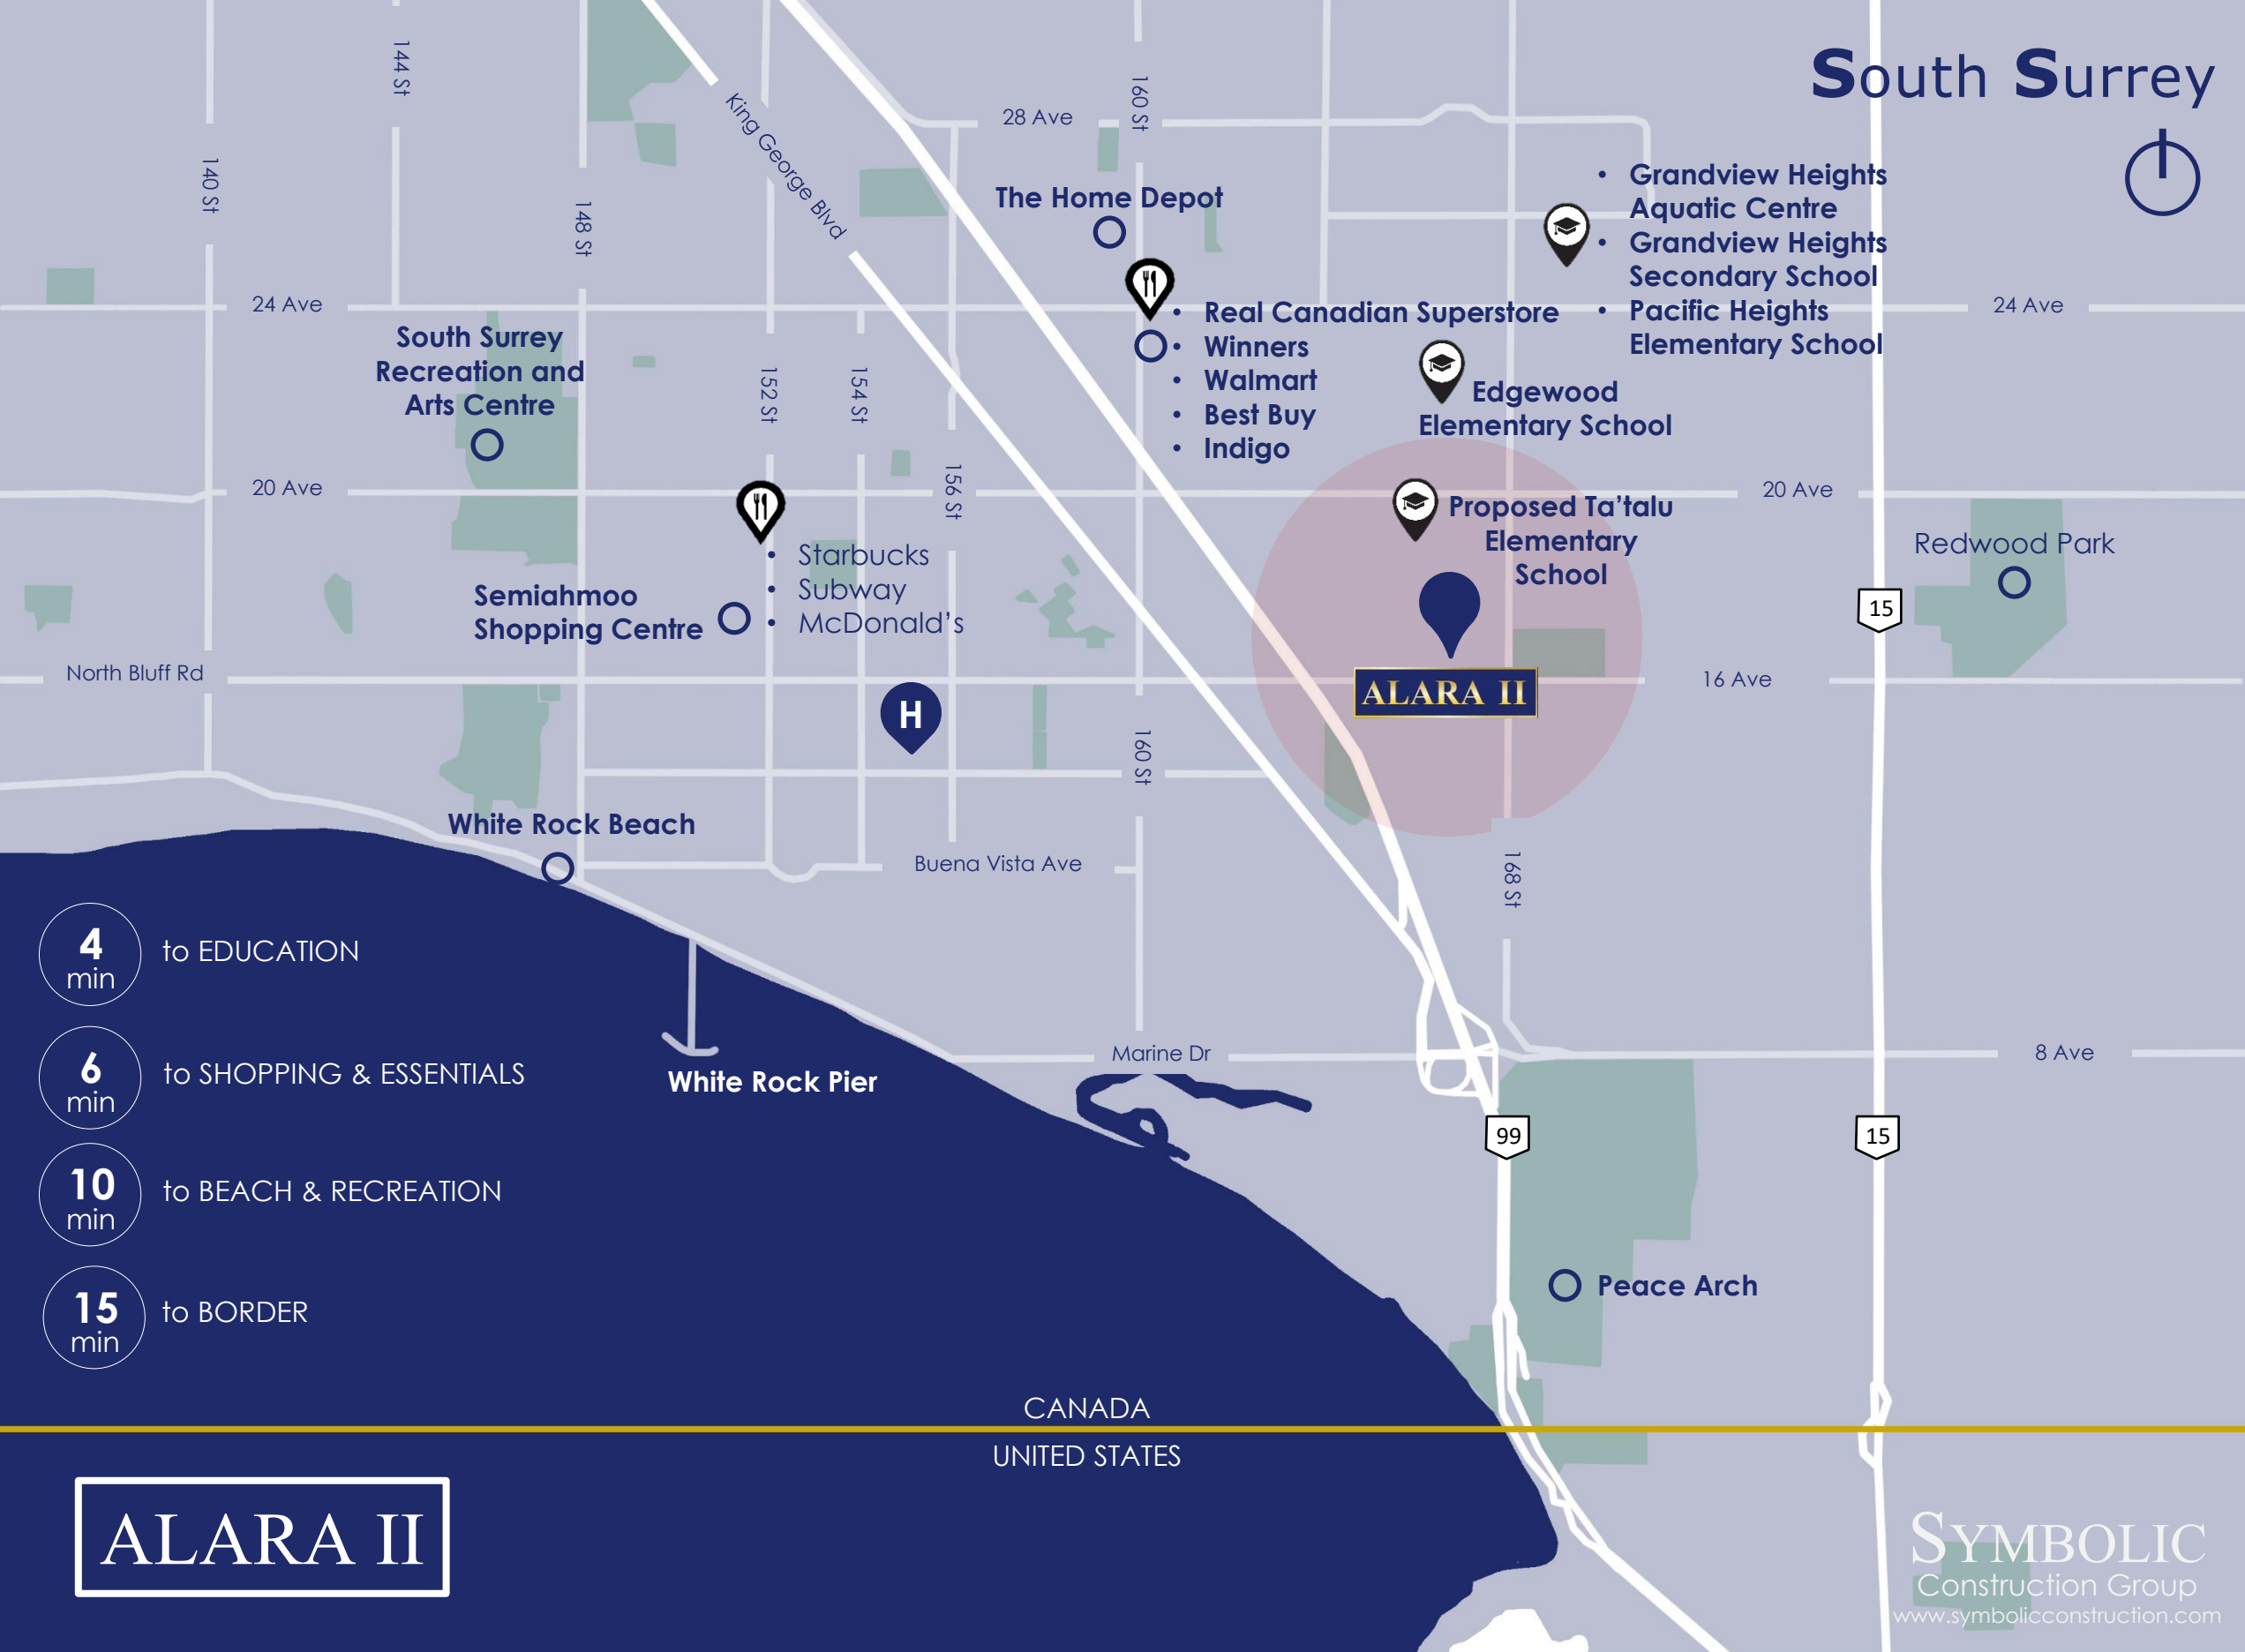 South Surrey
144 St
140 St
148 St
King George Blvd
160 St
28 Ave
The Home Depot
• Grandview Heights
Aquatic Centre
• Grandview Heights
Secondary School
• Pacific Heights
Elementary School
24 Ave
24 Ave
South Surrey
Recreation and
Arts Centre
152 St
154 St
• Real Canadian Superstore
• Winners
• Walmart
• Best Buy
• Indigo
Edgewood
Elementary School
20 Ave
156 St
20 Ave
Proposed Ta'talu
Elementary
School
Redwood Park
• Starbucks
• Subway
• McDonald's
Semiahmoo
Shopping Centre
15
North Bluff Rd
16 Ave
ALARA II
H
160 St
White Rock Beach
Buena Vista Ave
168 St
4
min
to EDUCATION
6
min
to SHOPPING & ESSENTIALS
10
min
to BEACH & RECREATION
15
min
to BORDER
Marine Dr
8 Ave
White Rock Pier
99
15
Peace Arch
CANADA
UNITED STATES
ALARA II
SYMBOLIC
Construction Group
www.symbolicconstruction.com